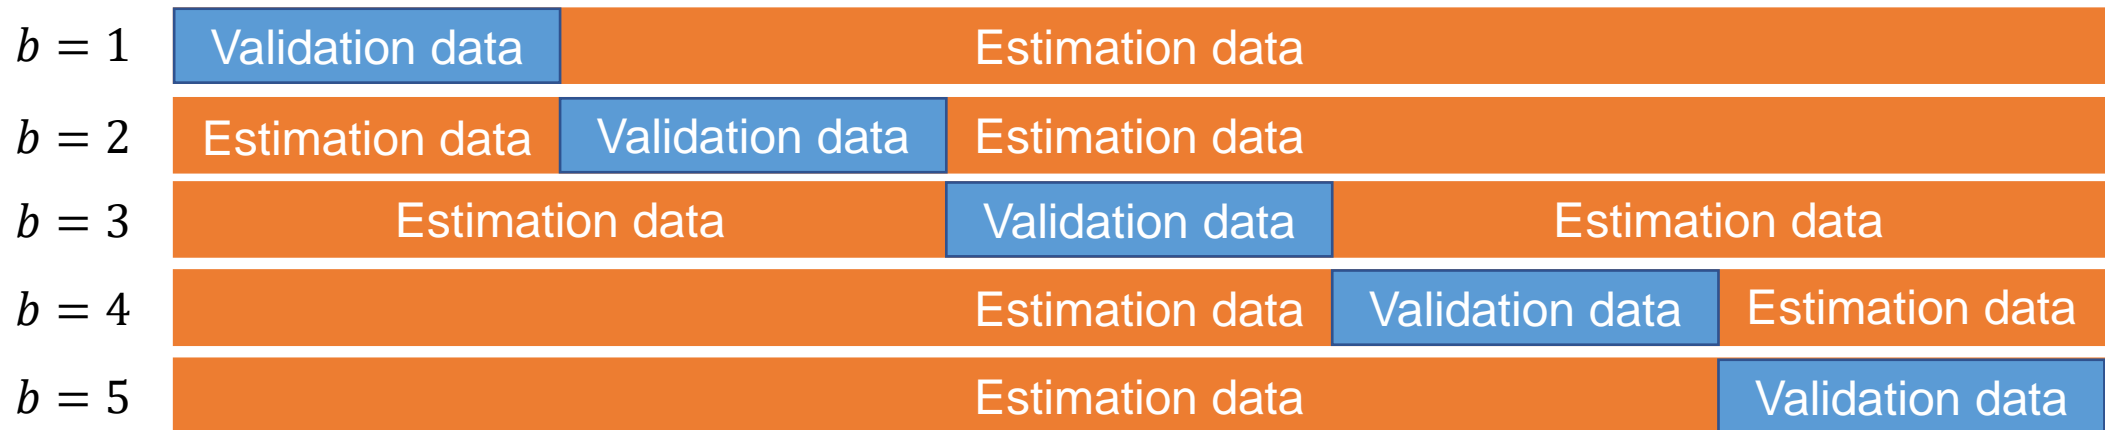 b = 1 Validation data Estimation data
b = 2 Estimation data Validation data Estimation data
b = 3 Estimation data Validation data Estimation data
b = 4 Estimation data Validation data Estimation data
b = 5 Estimation data Validation data